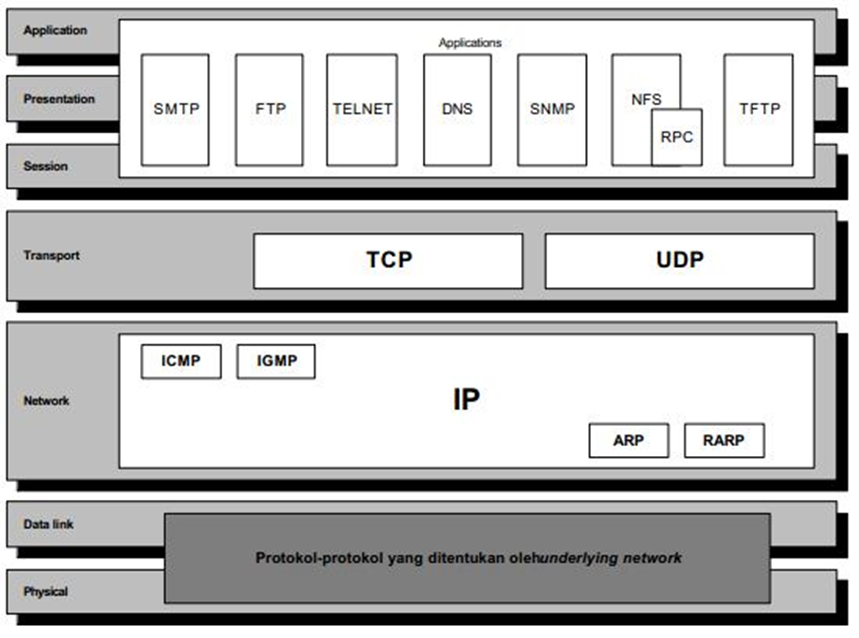 Application
Applications
Presentation
SMTP
FTP
TELNET
DNS
SNMP
NFS
RPC
TFTP
Session
Transport
TCP
UDP
ICMP
IGMP
Network
IP
ARP
RARP
Data link
Protokol-protokol yang ditentukan olehunderlying network
Physical